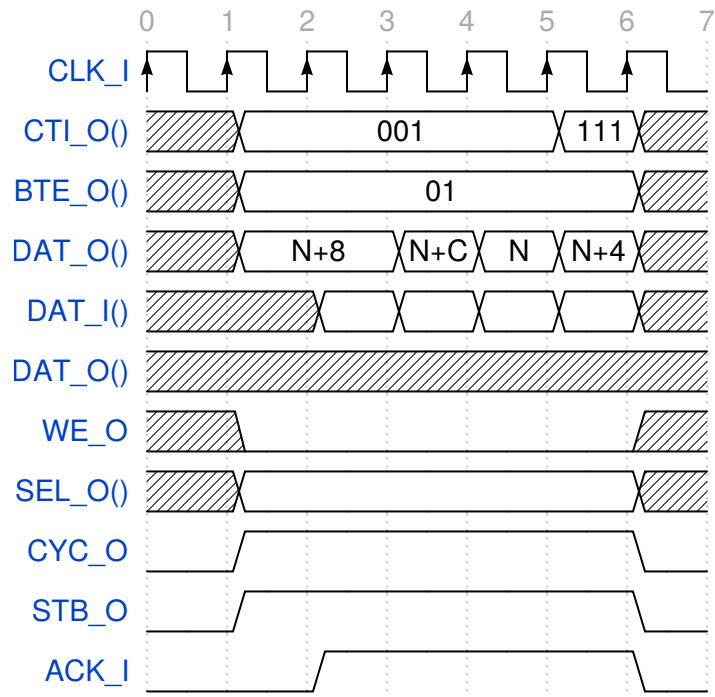 0 1 2 3 4 5 6 7
CLK_I
CTI_O() 001 111
BTE_O() 01
DAT_O() N+8 N+C N N+4
DAT_I()
DAT_O()
WE_O
SEL_O()
CYC_O
STB_O
ACK_I